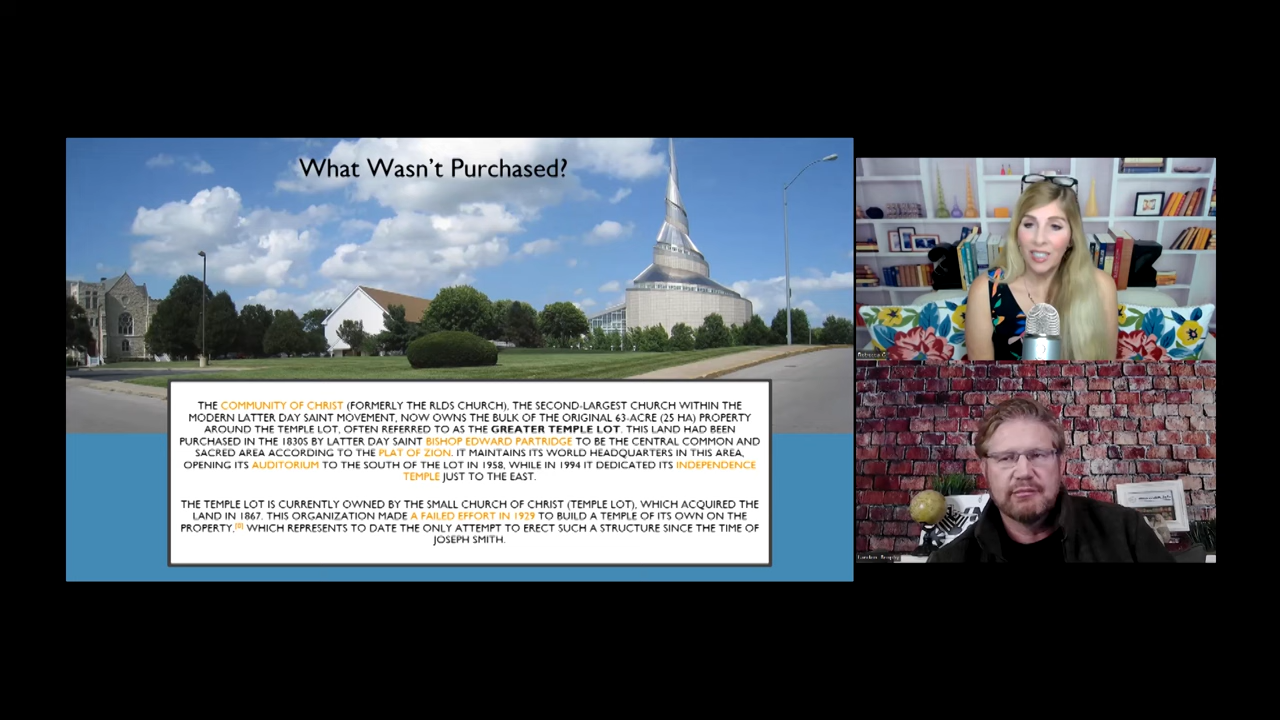 What Wasn't Purchased?
THE COMMUNITY OF CHRIST (FORMERLY THE RLDS CHURCH), THE SECOND-LARGEST CHURCH WITHIN THE
MODERN LATTER DAY SAINT MOVEMENT, NOW OWNS THE BULK OF THE ORIGINAL 63-ACRE (25 HA) PROPERTY
AROUND THE TEMPLE LOT, OFTEN REFERRED TO AS THE GREATER TEMPLE LOT. THIS LAND HAD BEEN
PURCHASED IN THE 1830S BY LATTER DAY SAINT BISHOP EDWARD PARTRIDGE TO BE THE CENTRAL COMMON AND
SACRED AREA ACCORDING TO THE PLAT OF ZION. IT MAINTAINS ITS WORLD HEADQUARTERS IN THIS AREA,
OPENING ITS AUDITORIUM TO THE SOUTH OF THE LOT IN 1958, WHILE IN 1994 IT DEDICATED ITS INDEPENDENCE
TEMPLE JUST TO THE EAST.
THE TEMPLE LOT IS CURRENTLY OWNED BY THE SMALL CHURCH OF CHRIST (TEMPLE LOT), WHICH ACQUIRED THE
LAND IN 1867. THIS ORGANIZATION MADE A FAILED EFFORT IN 1929 TO BUILD A TEMPLE OF ITS OWN ON THE
PROPERTY, WHICH REPRESENTS TO DATE THE ONLY ATTEMPT TO ERECT SUCH A STRUCTURE SINCE THE TIME OF
JOSEPH SMITH.
Rebecca